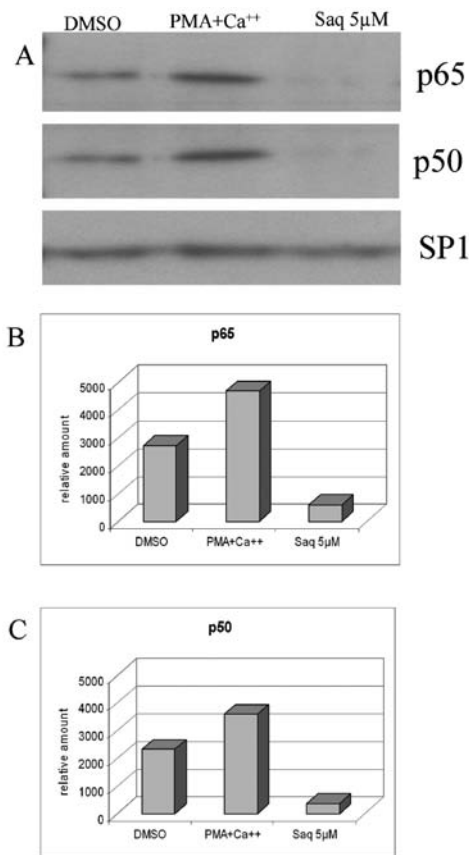 DMSO PMA+Ca++ Saq 5µM
A
p65
p50
SP1
B
p65
relative amount
5000
4000
3000
2000
1000
0
DMSO PMA+Ca++ Saq 5µM
C
p50
relative amount
5000
4000
3000
2000
1000
0
DMSO PMA+Ca++ Saq 5µM